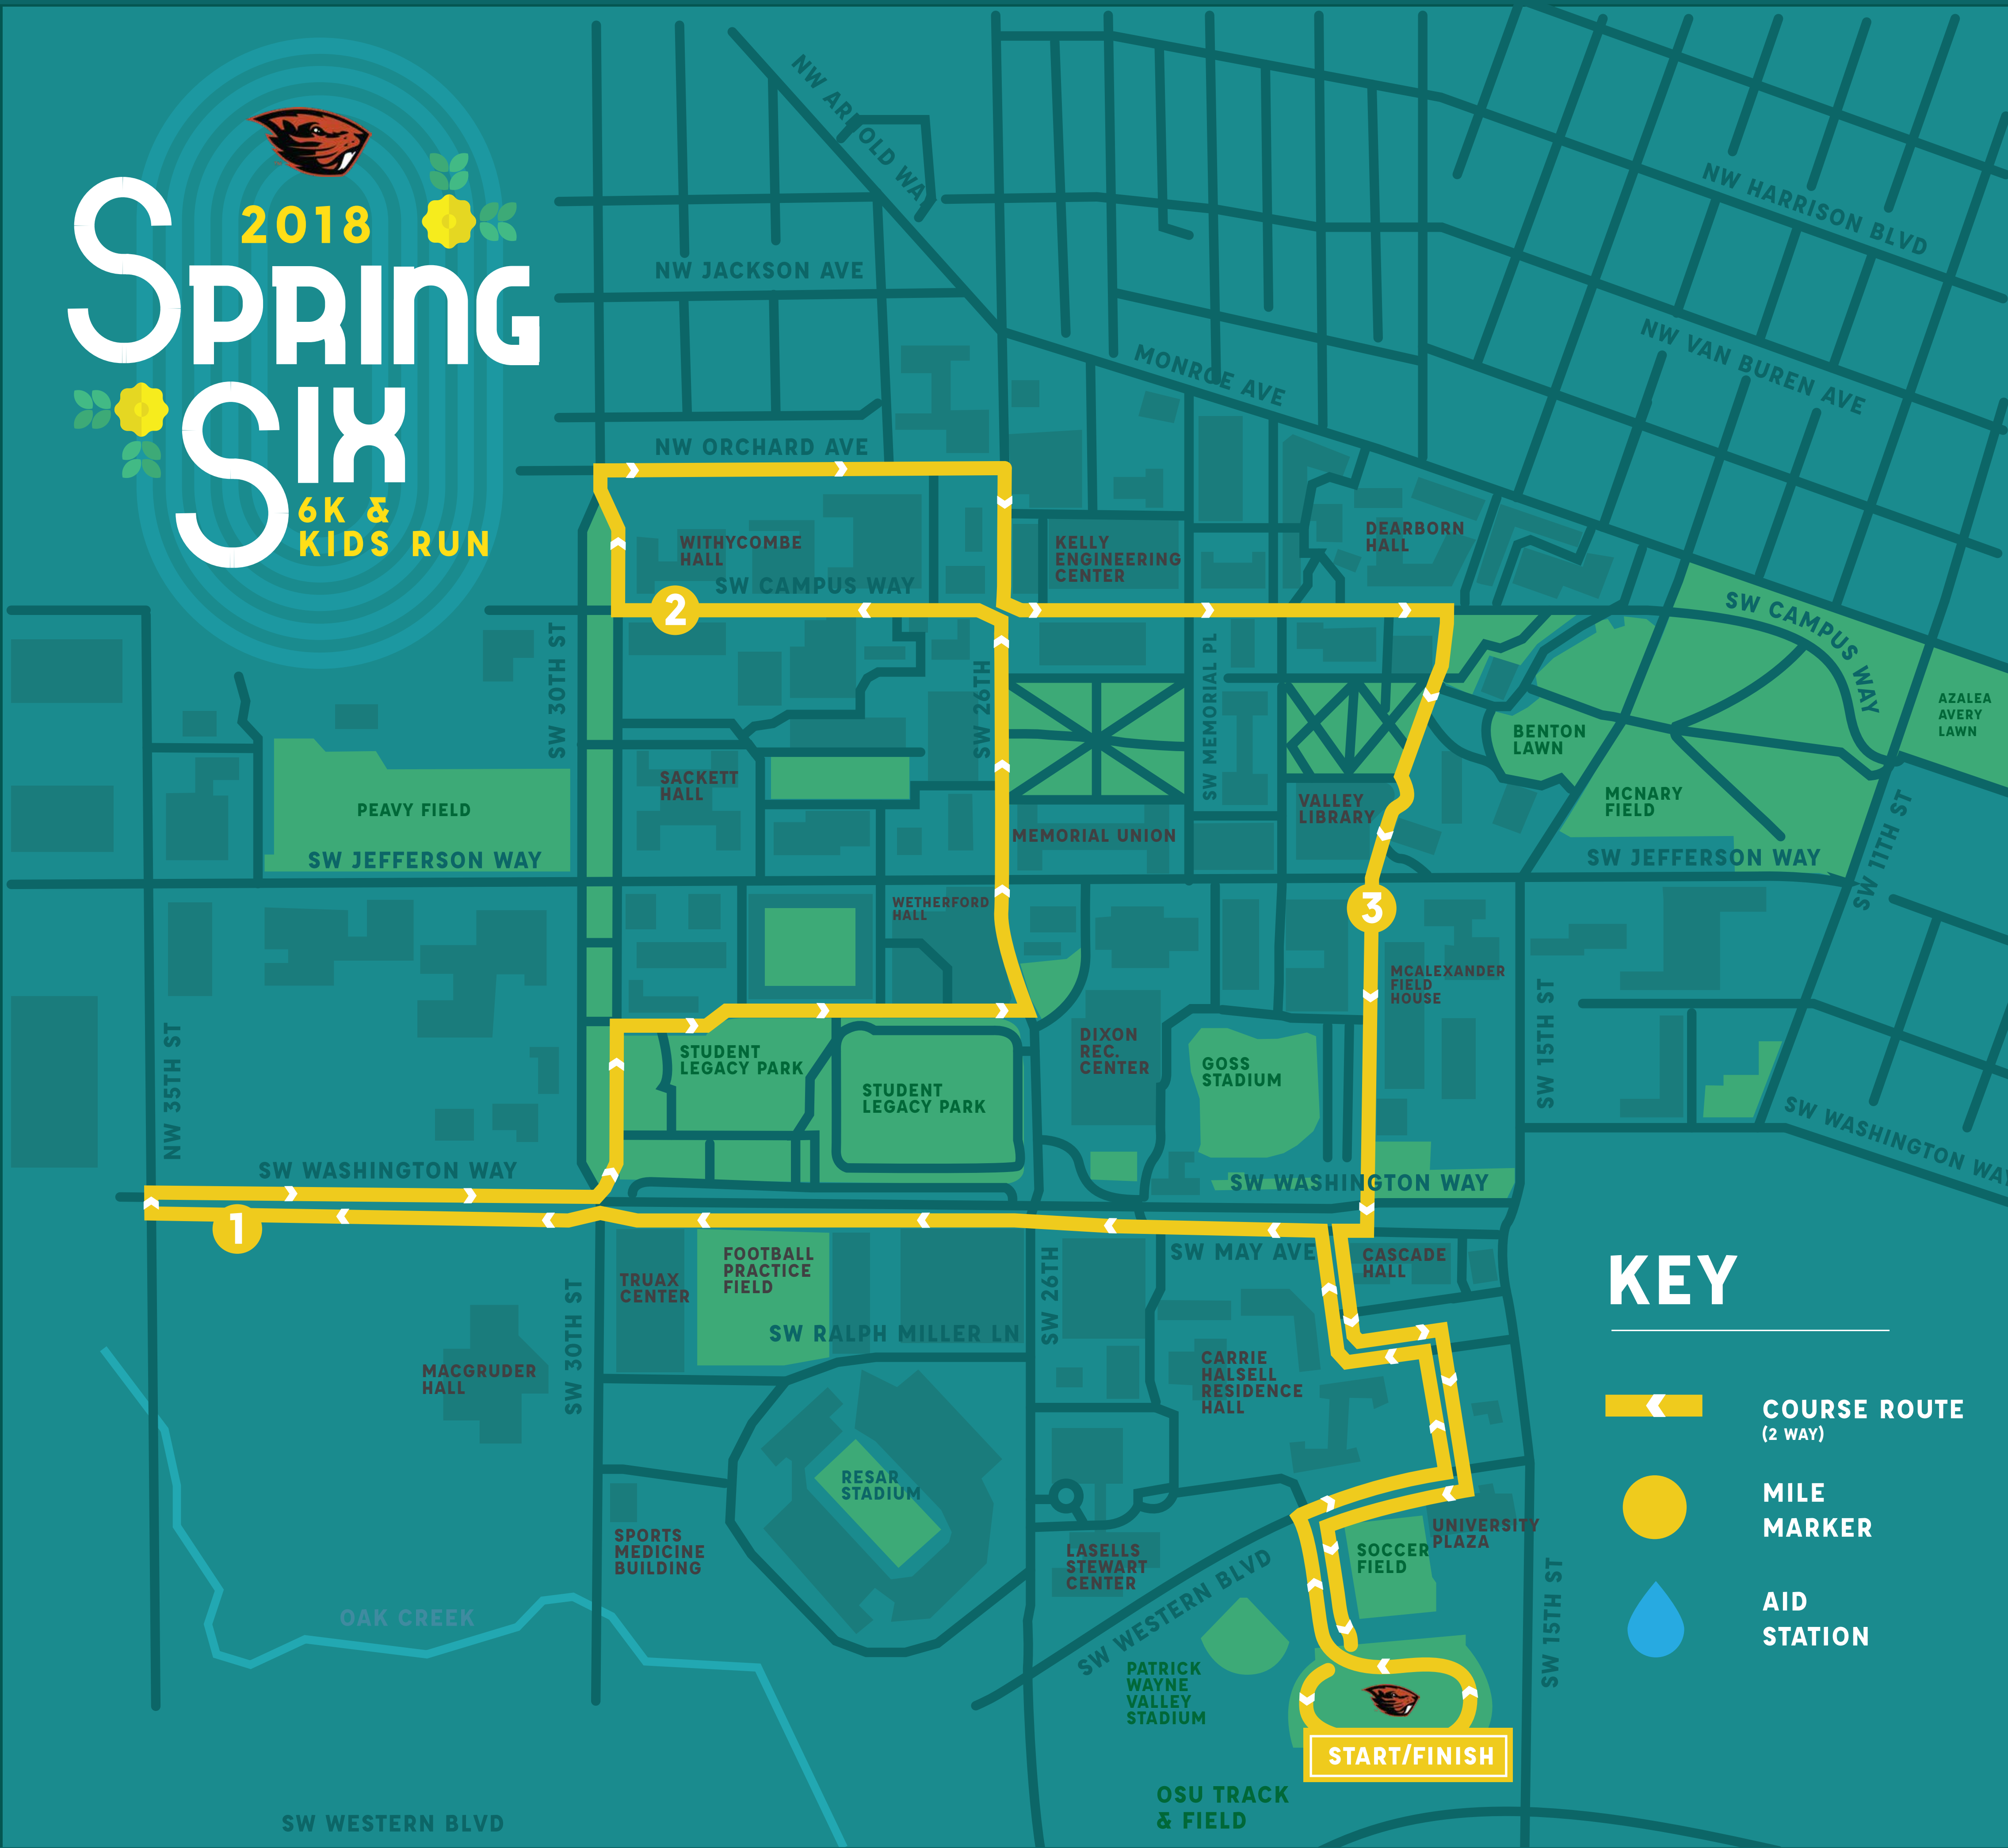 2018
SPRING
SIX
6K &
KIDS RUN
NW ARNOLD WAY
NW JACKSON AVE
NW ORCHARD AVE
MONROE AVE
NW HARRISON BLVD
NW VAN BUREN AVE
WITHYCOMBE
HALL
SW CAMPUS WAY
KELLY
ENGINEERING
CENTER
DEARBORN
HALL
SW CAMPUS WAY
2
SW 30TH ST
SW 26TH
SW MEMORIAL PL
AZALEA
AVERY
LAWN
BENTON
LAWN
SACKETT
HALL
PEAVY FIELD
VALLEY
LIBRARY
MCNARY
FIELD
MEMORIAL UNION
SW JEFFERSON WAY
SW JEFFERSON WAY
SW 11TH ST
WETHERFORD
HALL
3
MCALEXANDER
FIELD
HOUSE
NW 35TH ST
STUDENT
LEGACY PARK
STUDENT
LEGACY PARK
DIXON
REC.
CENTER
GOSS
STADIUM
SW 15TH ST
SW WASHINGTON WAY
SW WASHINGTON WAY
SW WASHINGTON WAY
1
FOOTBALL
PRACTICE
FIELD
TRUAX
CENTER
SW MAY AVE
CASCADE
HALL
SW 30TH ST
SW 26TH
SW RALPH MILLER LN
MACGRUDER
HALL
CARRIE
HALSELL
RESIDENCE
HALL
RESAR
STADIUM
SPORTS
MEDICINE
BUILDING
LASELLS
STEWART
CENTER
UNIVERSITY
PLAZA
SOCCER
FIELD
SW WESTERN BLVD
SW 15TH ST
OAK CREEK
PATRICK
WAYNE
VALLEY
STADIUM
START/FINISH
OSU TRACK
& FIELD
SW WESTERN BLVD
KEY
COURSE ROUTE
(2 WAY)
MILE
MARKER
AID
STATION